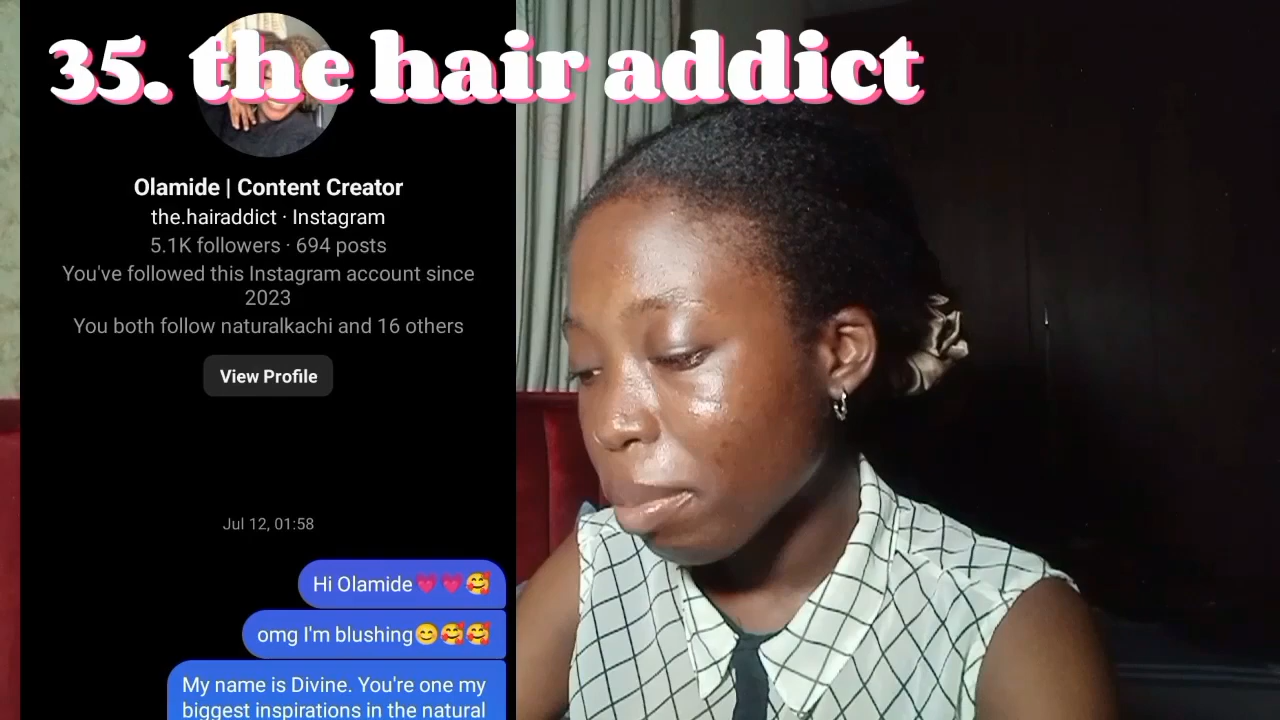 35. the hair addict
Olamide | Content Creator
the.hairaddict · Instagram
5.1K followers · 694 posts
You've followed this Instagram account since
2023
You both follow naturalkachi and 16 others
View Profile
Jul 12, 01:58
Hi Olamide💗💗🥰
omg I'm blushing😊🥰🥰
My name is Divine. You're one my
biggest inspirations in the natural